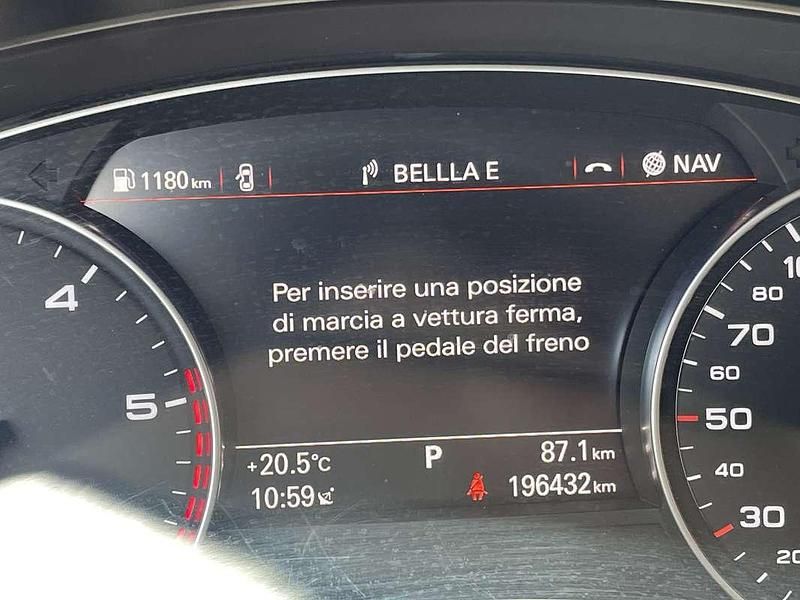 1180 km BELLLA E NAV
Per inserire una posizione
di marcia a vettura ferma,
premere il pedale del freno
+20.5°C P 87.1 km
10:59 196432 km
4
5
80
70
60
50
40
30